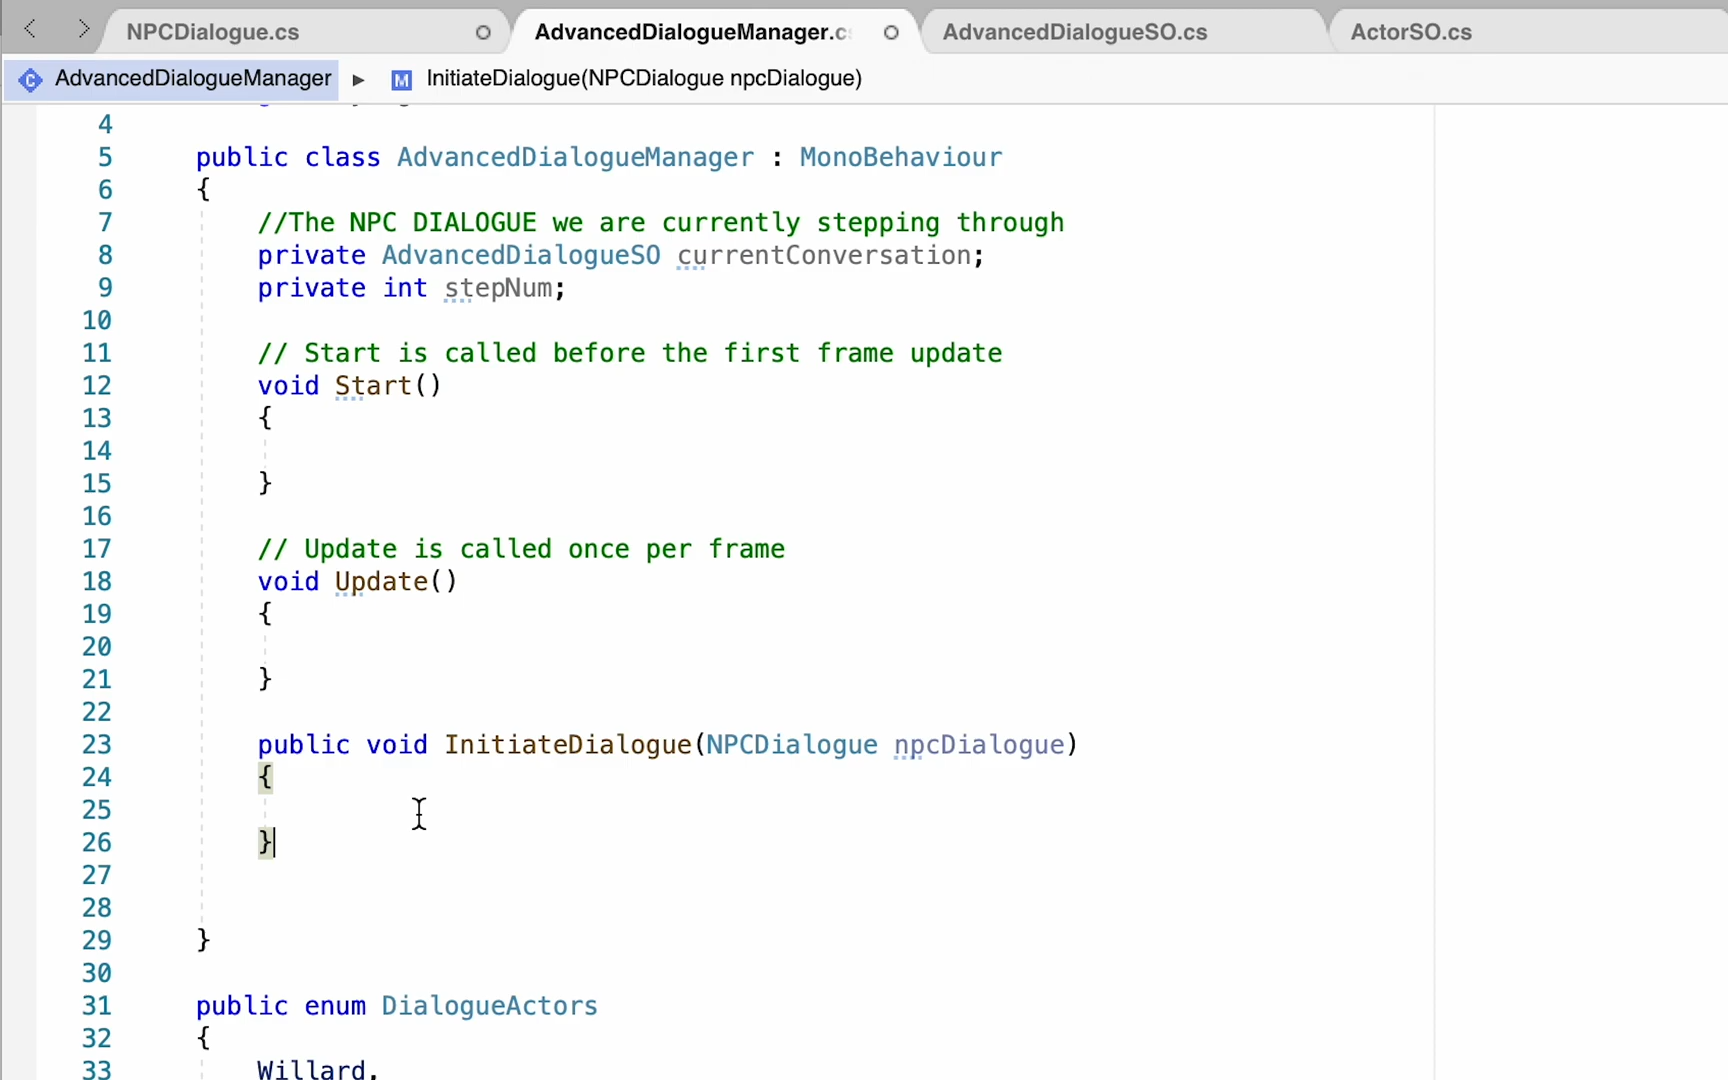 NPCDialogue.cs AdvancedDialogueManager.c AdvancedDialogueSO.cs ActorSO.cs
AdvancedDialogueManager ▶ M InitiateDialogue(NPCDialogue npcDialogue)
4
5 public class AdvancedDialogueManager : MonoBehaviour
6 {
7 //The NPC DIALOGUE we are currently stepping through
8 private AdvancedDialogueSO currentConversation;
9 private int stepNum;
10
11 // Start is called before the first frame update
12 void Start()
13 {
14
15 }
16
17 // Update is called once per frame
18 void Update()
19 {
20
21 }
22
23 public void InitiateDialogue(NPCDialogue npcDialogue)
24 {
25
26 }
27
28
29 }
30
31 public enum DialogueActors
32 {
33 Willard,